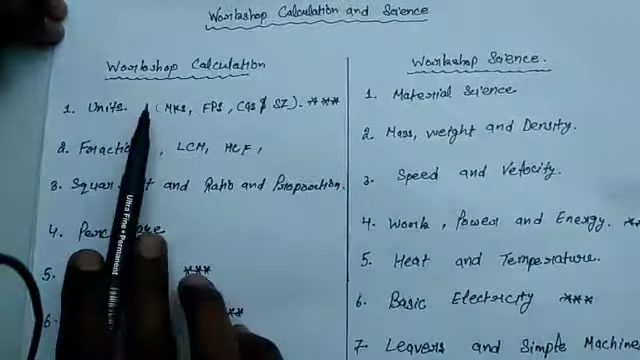 Workshop Calculation and Science
Workshop Calculation
1. Units. (MKS, FPS, CGS & SI). ***
2. , LCM, HCF,
3. and Ratio and Proportion.
4.
5. ***
6. **
Workshop Science.
1. Material Science
2. Mass, weight and Density.
3. Speed and Velocity.
4. Work, Power and Energy. **
5. Heat and Temperature.
6. Basic Electricity ***
7- Leavers and Simple Machine
Ultra Fine • Permanent